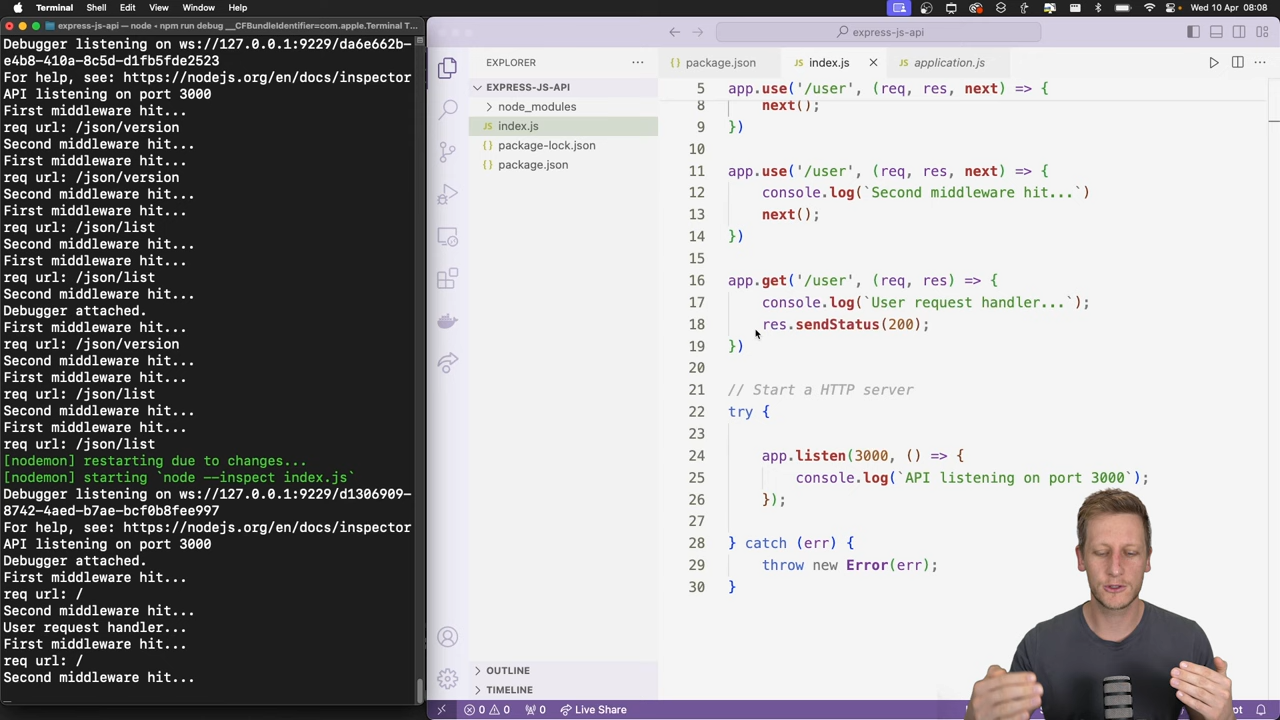 Terminal Shell Edit View Window Help
Wed 10 Apr 08:08
express-js-api — node ‹ npm run debug __CFBundleIdentifier=com.apple.Terminal T...
Debugger listening on ws://127.0.0.1:9229/da6e662b-
e4b8-410a-8c5d-d1fb5fde2523
For help, see: https://nodejs.org/en/docs/inspector
API listening on port 3000
First middleware hit...
req url: /json/version
Second middleware hit...
First middleware hit...
req url: /json/version
Second middleware hit...
First middleware hit...
req url: /json/list
Second middleware hit...
First middleware hit...
req url: /json/list
Second middleware hit...
Debugger attached.
First middleware hit...
req url: /json/version
Second middleware hit...
First middleware hit...
req url: /json/list
Second middleware hit...
First middleware hit...
req url: /json/list
[nodemon] restarting due to changes...
[nodemon] starting `node --inspect index.js`
Debugger listening on ws://127.0.0.1:9229/d1306909-
8742-4aed-b7ae-bcf0b8fee997
For help, see: https://nodejs.org/en/docs/inspector
API listening on port 3000
Debugger attached.
First middleware hit...
req url: /
Second middleware hit...
User request handler...
First middleware hit...
req url: /
Second middleware hit...
express-js-api
EXPLORER
EXPRESS-JS-API
node_modules
JS index.js
package-lock.json
package.json
OUTLINE
TIMELINE
package.json
JS index.js
JS application.js
5 app.use('/user', (req, res, next) => {
8 next();
9 })
10
11 app.use('/user', (req, res, next) => {
12 console.log(`Second middleware hit...`)
13 next();
14 })
15
16 app.get('/user', (req, res) => {
17 console.log(`User request handler...`);
18 res.sendStatus(200);
19 })
20
21 // Start a HTTP server
22 try {
23
24 app.listen(3000, () => {
25 console.log(`API listening on port 3000`);
26 });
27
28 } catch (err) {
29 throw new Error(err);
30 }
0 0 0 Live Share